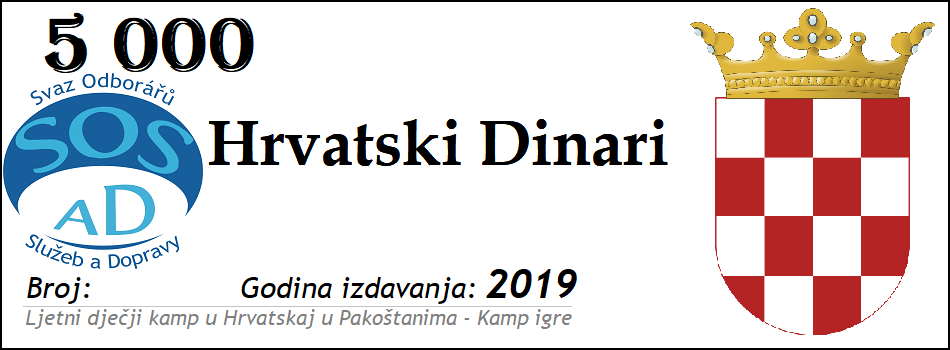 5 000
Svaz Odborářů
SOS
AD
Služeb a Dopravy
Hrvatski Dinari
Broj: Godina izdavanja: 2019
Ljetni dječji kamp u Hrvatskaj u Pakoštanima - Kamp igre